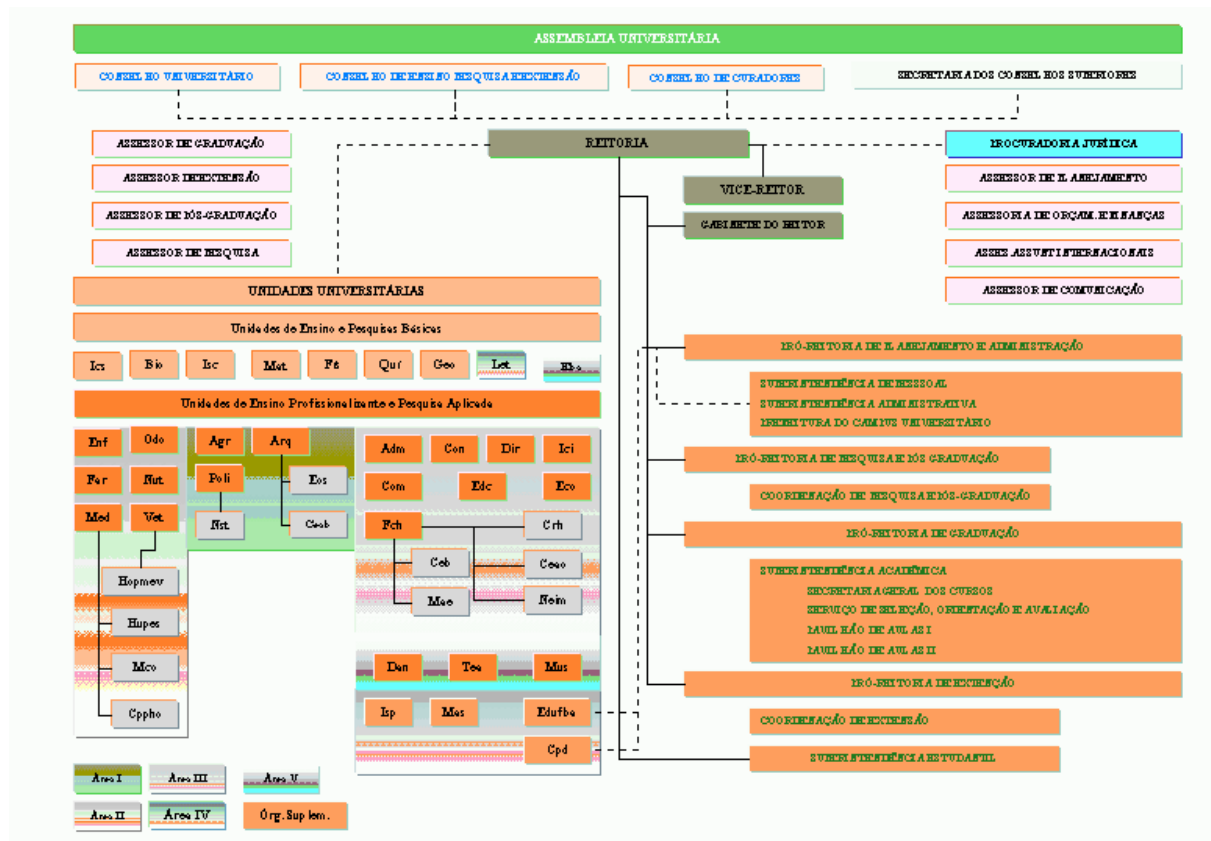 ASSEMBLEIA UNIVERSITÁRIA
CONSELHO UNIVERSITÁRIO
CONSELHO DE ENSINO PESQUISA E EXTENSÃO
CONSELHO DE CURADORES
SECRETARIA DOS CONSELHOS SUPERIORES
ASSESSOR DE GRADUAÇÃO
REITORIA
PROCURADORIA JURÍDICA
ASSESSOR DE EXTENSÃO
VICE-REITOR
ASSESSOR DE PLANEJAMENTO
ASSESSOR DE PÓS-GRADUAÇÃO
GABINETE DO REITOR
ASSESSORIA DE ORÇAM. E FINANÇAS
ASSESSOR DE PESQUISA
ASSES. ASSUNT INTERNACIONAIS
ASSESSOR DE COMUNICAÇÃO
UNIDADES UNIVERSITÁRIAS
Unidades de Ensino e Pesquisas Básicas
Ics
Bio
Isc
Mat
Fís
Quí
Geo
Let
Hba
Unidades de Ensino Profissionalizante e Pesquisa Aplicada
Enf
Odo
Agr
Arq
Adm
Con
Dir
Ici
Far
Nut
Poli
Eos
Com
Edc
Eco
Med
Vet
Nst
Ceab
Fch
Crh
Hopmev
Ceb
Ceao
Hupes
Mae
Neim
Mco
Dan
Tea
Mus
Cppho
Isp
Mas
Edufba
Cpd
PRÓ-REITORIA DE PLANEJAMENTO E ADMINISTRAÇÃO
SUPERINTENDÊNCIA DE PESSOAL
SUPERINTENDÊNCIA ADMINISTRATIVA
PREFEITURA DO CAMPUS UNIVERSITÁRIO
PRÓ-REITORIA DE PESQUISA E PÓS GRADUAÇÃO
COORDENAÇÃO DE PESQUISA E PÓS-GRADUAÇÃO
PRÓ-REITORIA DE GRADUAÇÃO
SUPERINTENDÊNCIA ACADÊMICA
SECRETARIA GERAL DOS CURSOS
SERVIÇO DE SELEÇÃO, ORIENTAÇÃO E AVALIAÇÃO
PAVILHÃO DE AULAS I
PAVILHÃO DE AULAS II
PRÓ-REITORIA DE EXTENÇÃO
COORDENAÇÃO DE EXTENSÃO
SUPERINTENDÊNCIA ESTUDANTIL
Área I
Área III
Área V
Área II
Área IV
Órg. Suplem.